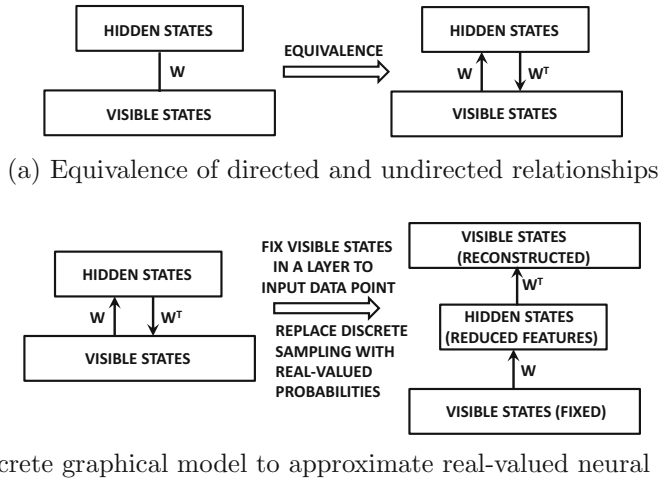 HIDDEN STATES
W
VISIBLE STATES
EQUIVALENCE
HIDDEN STATES
W
W^T
VISIBLE STATES
(a) Equivalence of directed and undirected relationships
HIDDEN STATES
W
W^T
VISIBLE STATES
FIX VISIBLE STATES
IN A LAYER TO
INPUT DATA POINT
REPLACE DISCRETE
SAMPLING WITH
REAL-VALUED
PROBABILITIES
VISIBLE STATES
(RECONSTRUCTED)
W^T
HIDDEN STATES
(REDUCED FEATURES)
W
VISIBLE STATES (FIXED)
crete graphical model to approximate real-valued neural